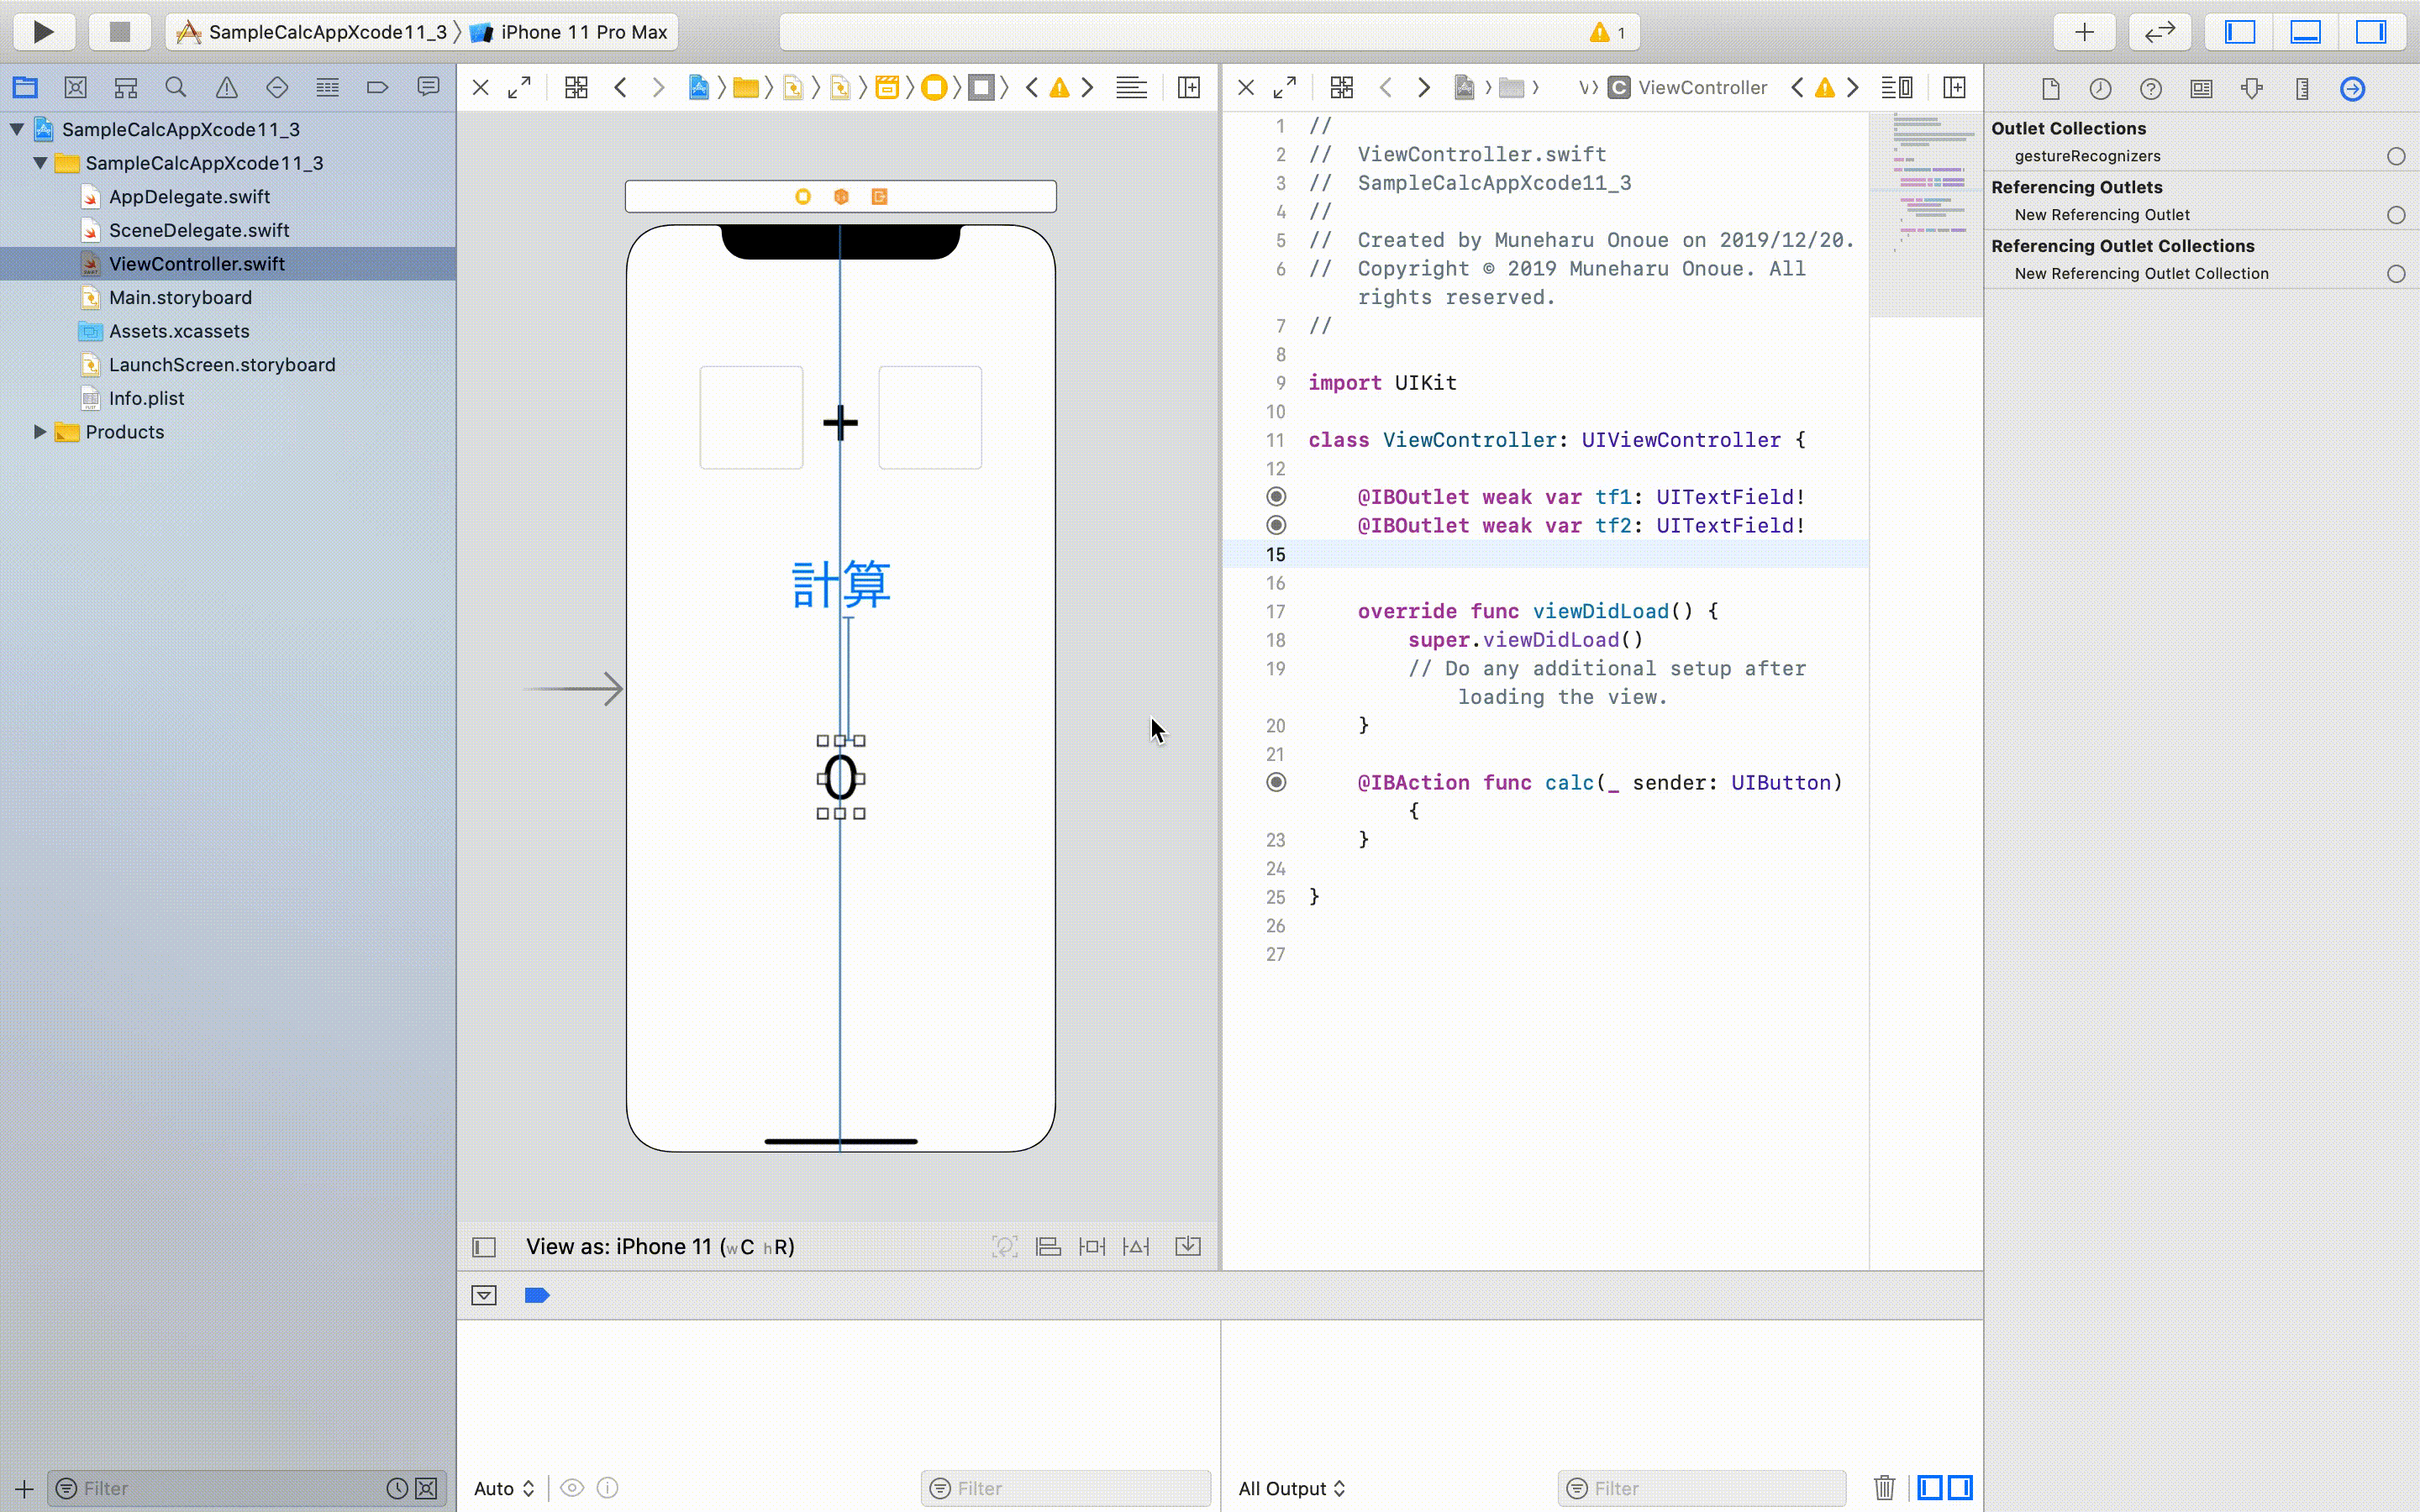 SampleCalcAppXcode11_3 〉 iPhone 11 Pro Max
1
SampleCalcAppXcode11_3
SampleCalcAppXcode11_3
AppDelegate.swift
SceneDelegate.swift
ViewController.swift
Main.storyboard
Assets.xcassets
LaunchScreen.storyboard
Info.plist
Products
Filter
+
計算
0
View as: iPhone 11 (wC hR)
Auto
Filter
C ViewController
1 //
2 //  ViewController.swift
3 //  SampleCalcAppXcode11_3
4 //
5 //  Created by Muneharu Onoue on 2019/12/20.
6 //  Copyright © 2019 Muneharu Onoue. All
rights reserved.
7 //
8
9 import UIKit
10
11 class ViewController: UIViewController {
12
@IBOutlet weak var tf1: UITextField!
@IBOutlet weak var tf2: UITextField!
15
16
17 override func viewDidLoad() {
18 super.viewDidLoad()
19 // Do any additional setup after
loading the view.
20 }
21
@IBAction func calc(_ sender: UIButton)
{
23 }
24
25 }
26
27
All Output
Filter
Outlet Collections
gestureRecognizers
Referencing Outlets
New Referencing Outlet
Referencing Outlet Collections
New Referencing Outlet Collection